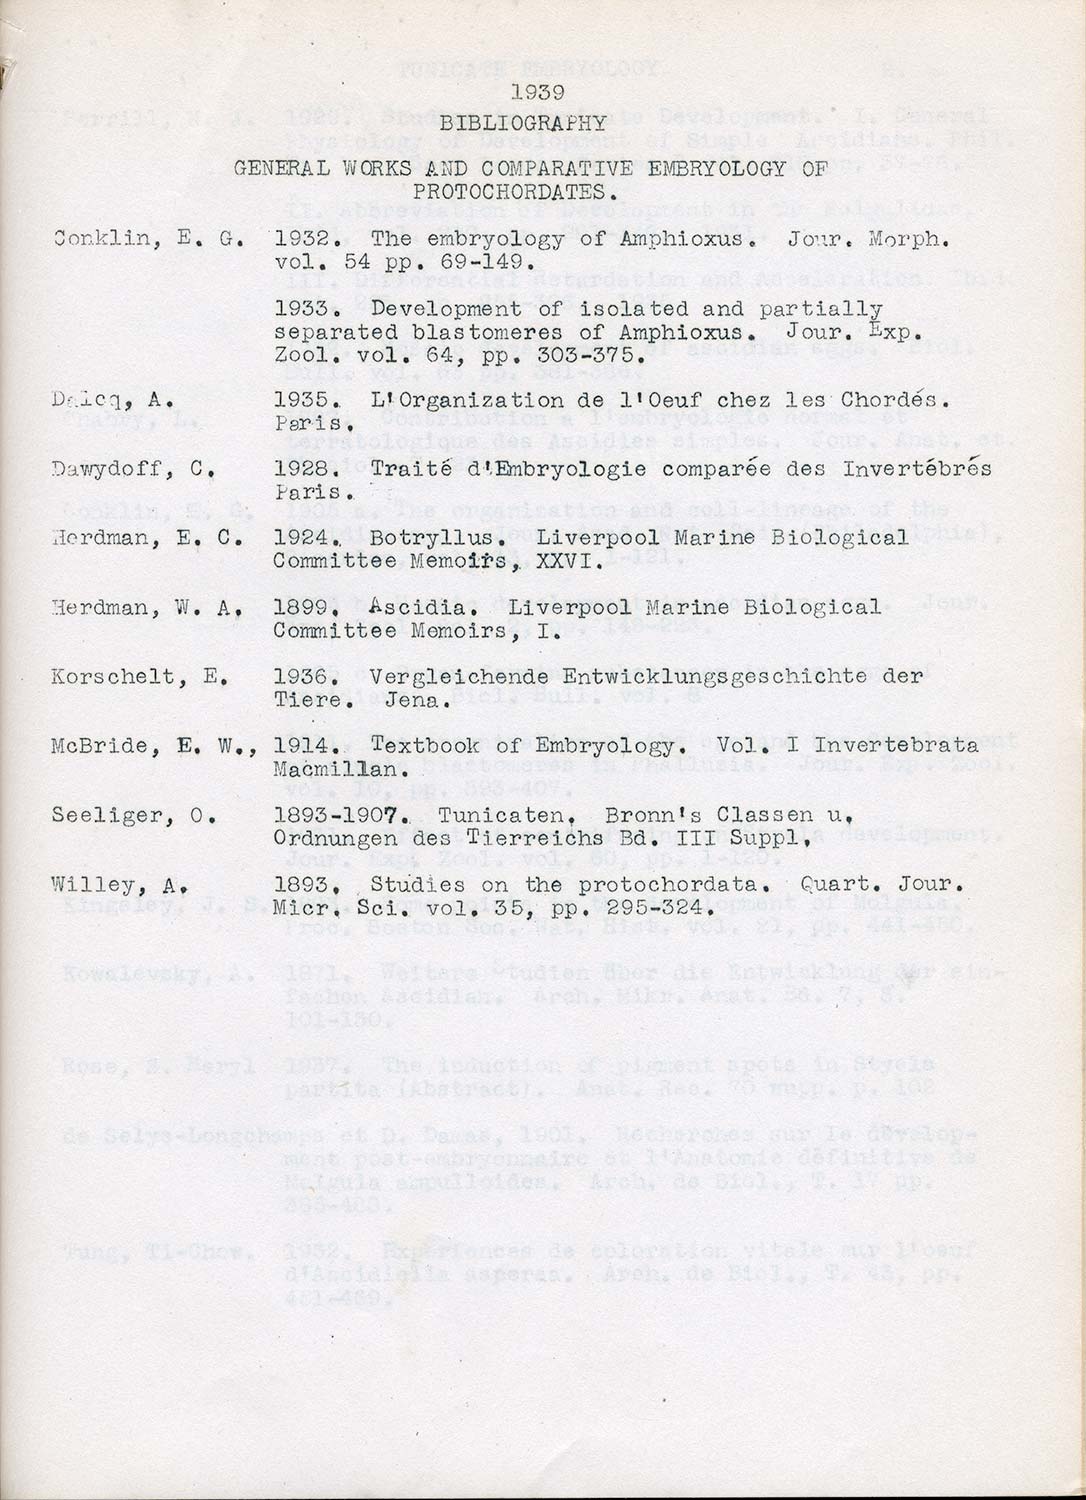 1939
BIBLIOGRAPHY
GENERAL WORKS AND COMPARATIVE EMBRYOLOGY OF
PROTOCHORDATES.
Conklin, E. G. 1932. The embryology of Amphioxus. Jour. Morph.
vol. 54 pp. 69-149.
1933. Development of isolated and partially
separated blastomeres of Amphioxus. Jour. Exp.
Zool. vol. 64, pp. 303-375.
Dalcq, A. 1935. L'Organization de l'Oeuf chez les Chordés.
Paris.
Dawydoff, C. 1928. Traité d'Embryologie comparée des Invertébrés
Paris.
Herdman, E. C. 1924. Botryllus. Liverpool Marine Biological
Committee Memoirs, XXVI.
Herdman, W. A. 1899. Ascidia. Liverpool Marine Biological
Committee Memoirs, I.
Korschelt, E. 1936. Vergleichende Entwicklungsgeschichte der
Tiere. Jena.
McBride, E. W., 1914. Textbook of Embryology. Vol. I Invertebrata
Macmillan.
Seeliger, O. 1893-1907. Tunicaten. Bronn's Classen u.
Ordnungen des Tierreichs Bd. III Suppl.
Willey, A. 1893. Studies on the protochordata. Quart. Jour.
Micr. Sci. vol. 35, pp. 295-324.